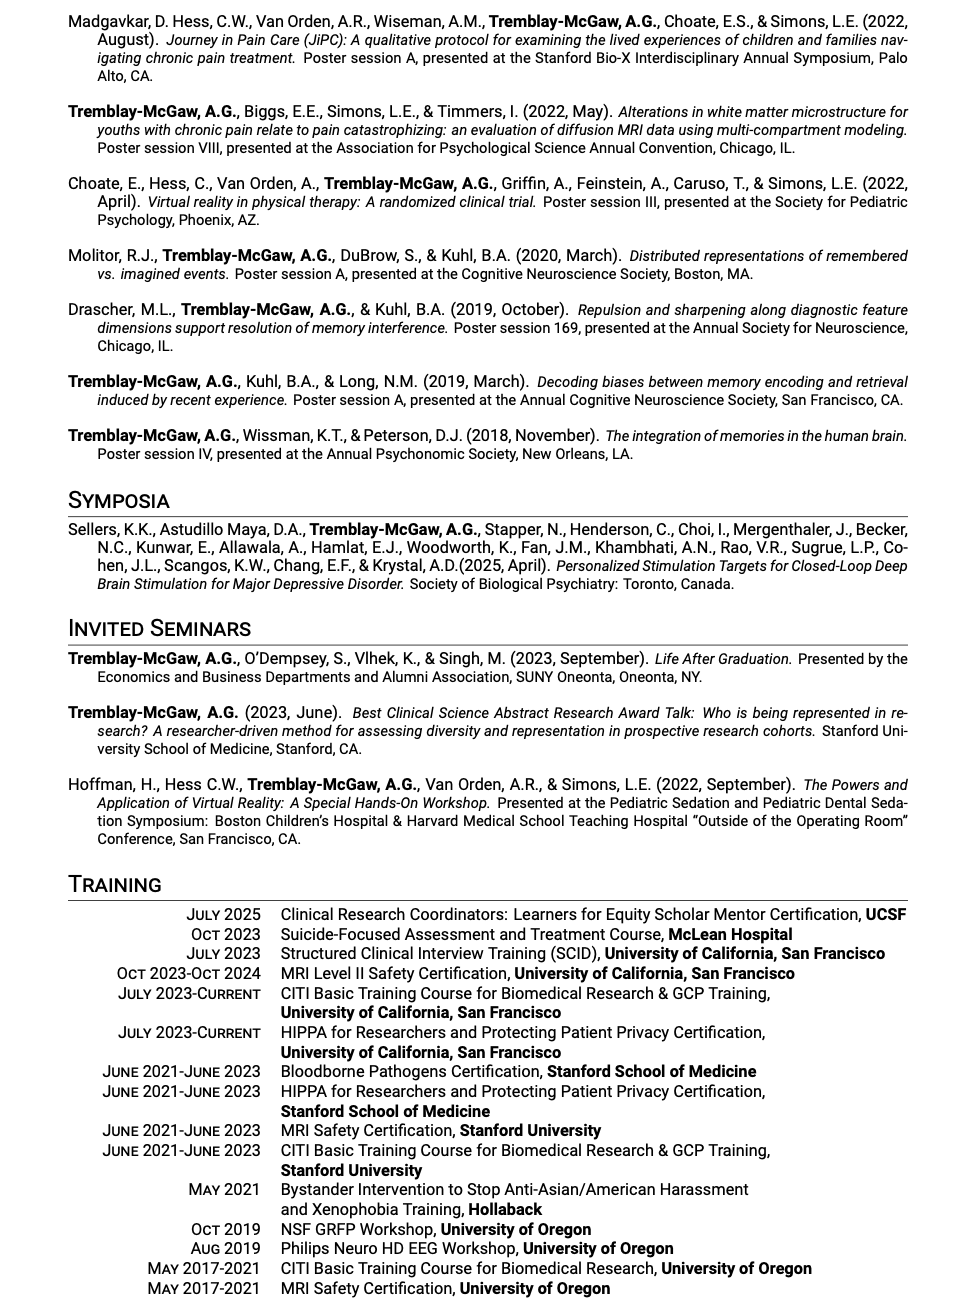 Madgavkar, D. Hess, C.W., Van Orden, A.R., Wiseman, A.M., Tremblay-McGaw, A.G., Choate, E.S., & Simons, L.E. (2022,
August). Journey in Pain Care (JiPC): A qualitative protocol for examining the lived experiences of children and families nav-
igating chronic pain treatment. Poster session A, presented at the Stanford Bio-X Interdisciplinary Annual Symposium, Palo
Alto, CA.
Tremblay-McGaw, A.G., Biggs, E.E., Simons, L.E., & Timmers, I. (2022, May). Alterations in white matter microstructure for
youths with chronic pain relate to pain catastrophizing: an evaluation of diffusion MRI data using multi-compartment modeling.
Poster session VIII, presented at the Association for Psychological Science Annual Convention, Chicago, IL.
Choate, E., Hess, C., Van Orden, A., Tremblay-McGaw, A.G., Griffin, A., Feinstein, A., Caruso, T., & Simons, L.E. (2022,
April). Virtual reality in physical therapy: A randomized clinical trial. Poster session III, presented at the Society for Pediatric
Psychology, Phoenix, AZ.
Molitor, R.J., Tremblay-McGaw, A.G., DuBrow, S., & Kuhl, B.A. (2020, March). Distributed representations of remembered
vs. imagined events. Poster session A, presented at the Cognitive Neuroscience Society, Boston, MA.
Drascher, M.L., Tremblay-McGaw, A.G., & Kuhl, B.A. (2019, October). Repulsion and sharpening along diagnostic feature
dimensions support resolution of memory interference. Poster session 169, presented at the Annual Society for Neuroscience,
Chicago, IL.
Tremblay-McGaw, A.G., Kuhl, B.A., & Long, N.M. (2019, March). Decoding biases between memory encoding and retrieval
induced by recent experience. Poster session A, presented at the Annual Cognitive Neuroscience Society, San Francisco, CA.
Tremblay-McGaw, A.G., Wissman, K.T., & Peterson, D.J. (2018, November). The integration of memories in the human brain.
Poster session IV, presented at the Annual Psychonomic Society, New Orleans, LA.
SYMPOSIA
Sellers, K.K., Astudillo Maya, D.A., Tremblay-McGaw, A.G., Stapper, N., Henderson, C., Choi, I., Mergenthaler, J., Becker,
N.C., Kunwar, E., Allawala, A., Hamlat, E.J., Woodworth, K., Fan, J.M., Khambhati, A.N., Rao, V.R., Sugrue, L.P., Co-
hen, J.L., Scangos, K.W., Chang, E.F., & Krystal, A.D.(2025, April). Personalized Stimulation Targets for Closed-Loop Deep
Brain Stimulation for Major Depressive Disorder. Society of Biological Psychiatry: Toronto, Canada.
INVITED SEMINARS
Tremblay-McGaw, A.G., O'Dempsey, S., Vlhek, K., & Singh, M. (2023, September). Life After Graduation. Presented by the
Economics and Business Departments and Alumni Association, SUNY Oneonta, Oneonta, NY.
Tremblay-McGaw, A.G. (2023, June). Best Clinical Science Abstract Research Award Talk: Who is being represented in re-
search? A researcher-driven method for assessing diversity and representation in prospective research cohorts. Stanford Uni-
versity School of Medicine, Stanford, CA.
Hoffman, H., Hess C.W., Tremblay-McGaw, A.G., Van Orden, A.R., & Simons, L.E. (2022, September). The Powers and
Application of Virtual Reality: A Special Hands-On Workshop. Presented at the Pediatric Sedation and Pediatric Dental Seda-
tion Symposium: Boston Children's Hospital & Harvard Medical School Teaching Hospital "Outside of the Operating Room"
Conference, San Francisco, CA.
TRAINING
JULY 2025 Clinical Research Coordinators: Learners for Equity Scholar Mentor Certification, UCSF
OCT 2023 Suicide-Focused Assessment and Treatment Course, McLean Hospital
JULY 2023 Structured Clinical Interview Training (SCID), University of California, San Francisco
OCT 2023-OCT 2024 MRI Level II Safety Certification, University of California, San Francisco
JULY 2023-CURRENT CITI Basic Training Course for Biomedical Research & GCP Training,
University of California, San Francisco
JULY 2023-CURRENT HIPPA for Researchers and Protecting Patient Privacy Certification,
University of California, San Francisco
JUNE 2021-JUNE 2023 Bloodborne Pathogens Certification, Stanford School of Medicine
JUNE 2021-JUNE 2023 HIPPA for Researchers and Protecting Patient Privacy Certification,
Stanford School of Medicine
JUNE 2021-JUNE 2023 MRI Safety Certification, Stanford University
JUNE 2021-JUNE 2023 CITI Basic Training Course for Biomedical Research & GCP Training,
Stanford University
MAY 2021 Bystander Intervention to Stop Anti-Asian/American Harassment
and Xenophobia Training, Hollaback
OCT 2019 NSF GRFP Workshop, University of Oregon
AUG 2019 Philips Neuro HD EEG Workshop, University of Oregon
MAY 2017-2021 CITI Basic Training Course for Biomedical Research, University of Oregon
MAY 2017-2021 MRI Safety Certification, University of Oregon